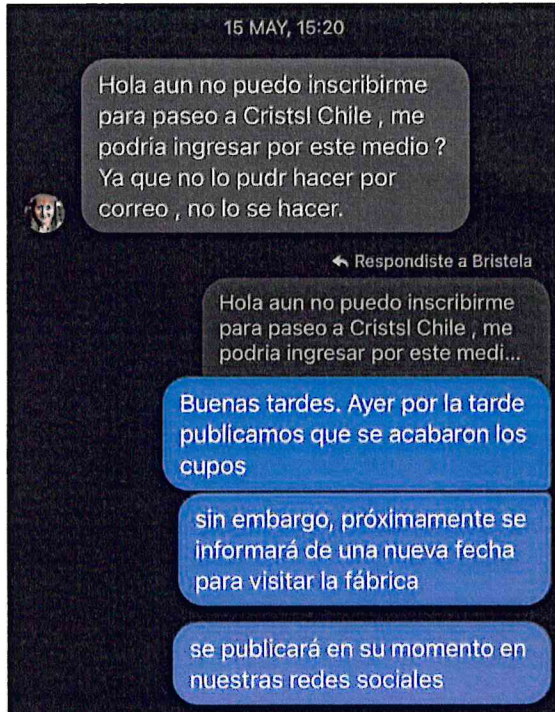 15 MAY, 15:20
Hola aun no puedo inscribirme
para paseo a Cristsl Chile , me
podria ingresar por este medio ?
Ya que no lo pudr hacer por
correo , no lo se hacer.
Respondiste a Bristela
Hola aun no puedo inscribirme
para paseo a Cristsl Chile , me
podria ingresar por este medi...
Buenas tardes. Ayer por la tarde
publicamos que se acabaron los
cupos
sin embargo, próximamente se
informará de una nueva fecha
para visitar la fábrica
se publicará en su momento en
nuestras redes sociales